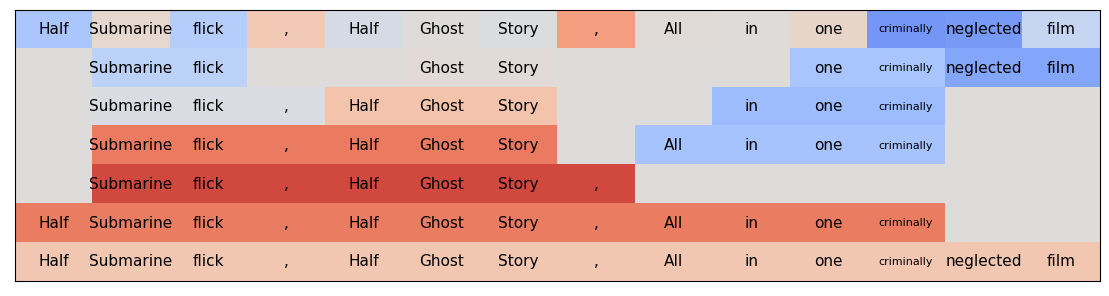 Half Submarine flick , Half Ghost Story , All in one criminally neglected film
Submarine flick Ghost Story one criminally neglected film
Submarine flick , Half Ghost Story in one criminally
Submarine flick , Half Ghost Story All in one criminally
Submarine flick , Half Ghost Story ,
Half Submarine flick , Half Ghost Story , All in one criminally
Half Submarine flick , Half Ghost Story , All in one criminally neglected film